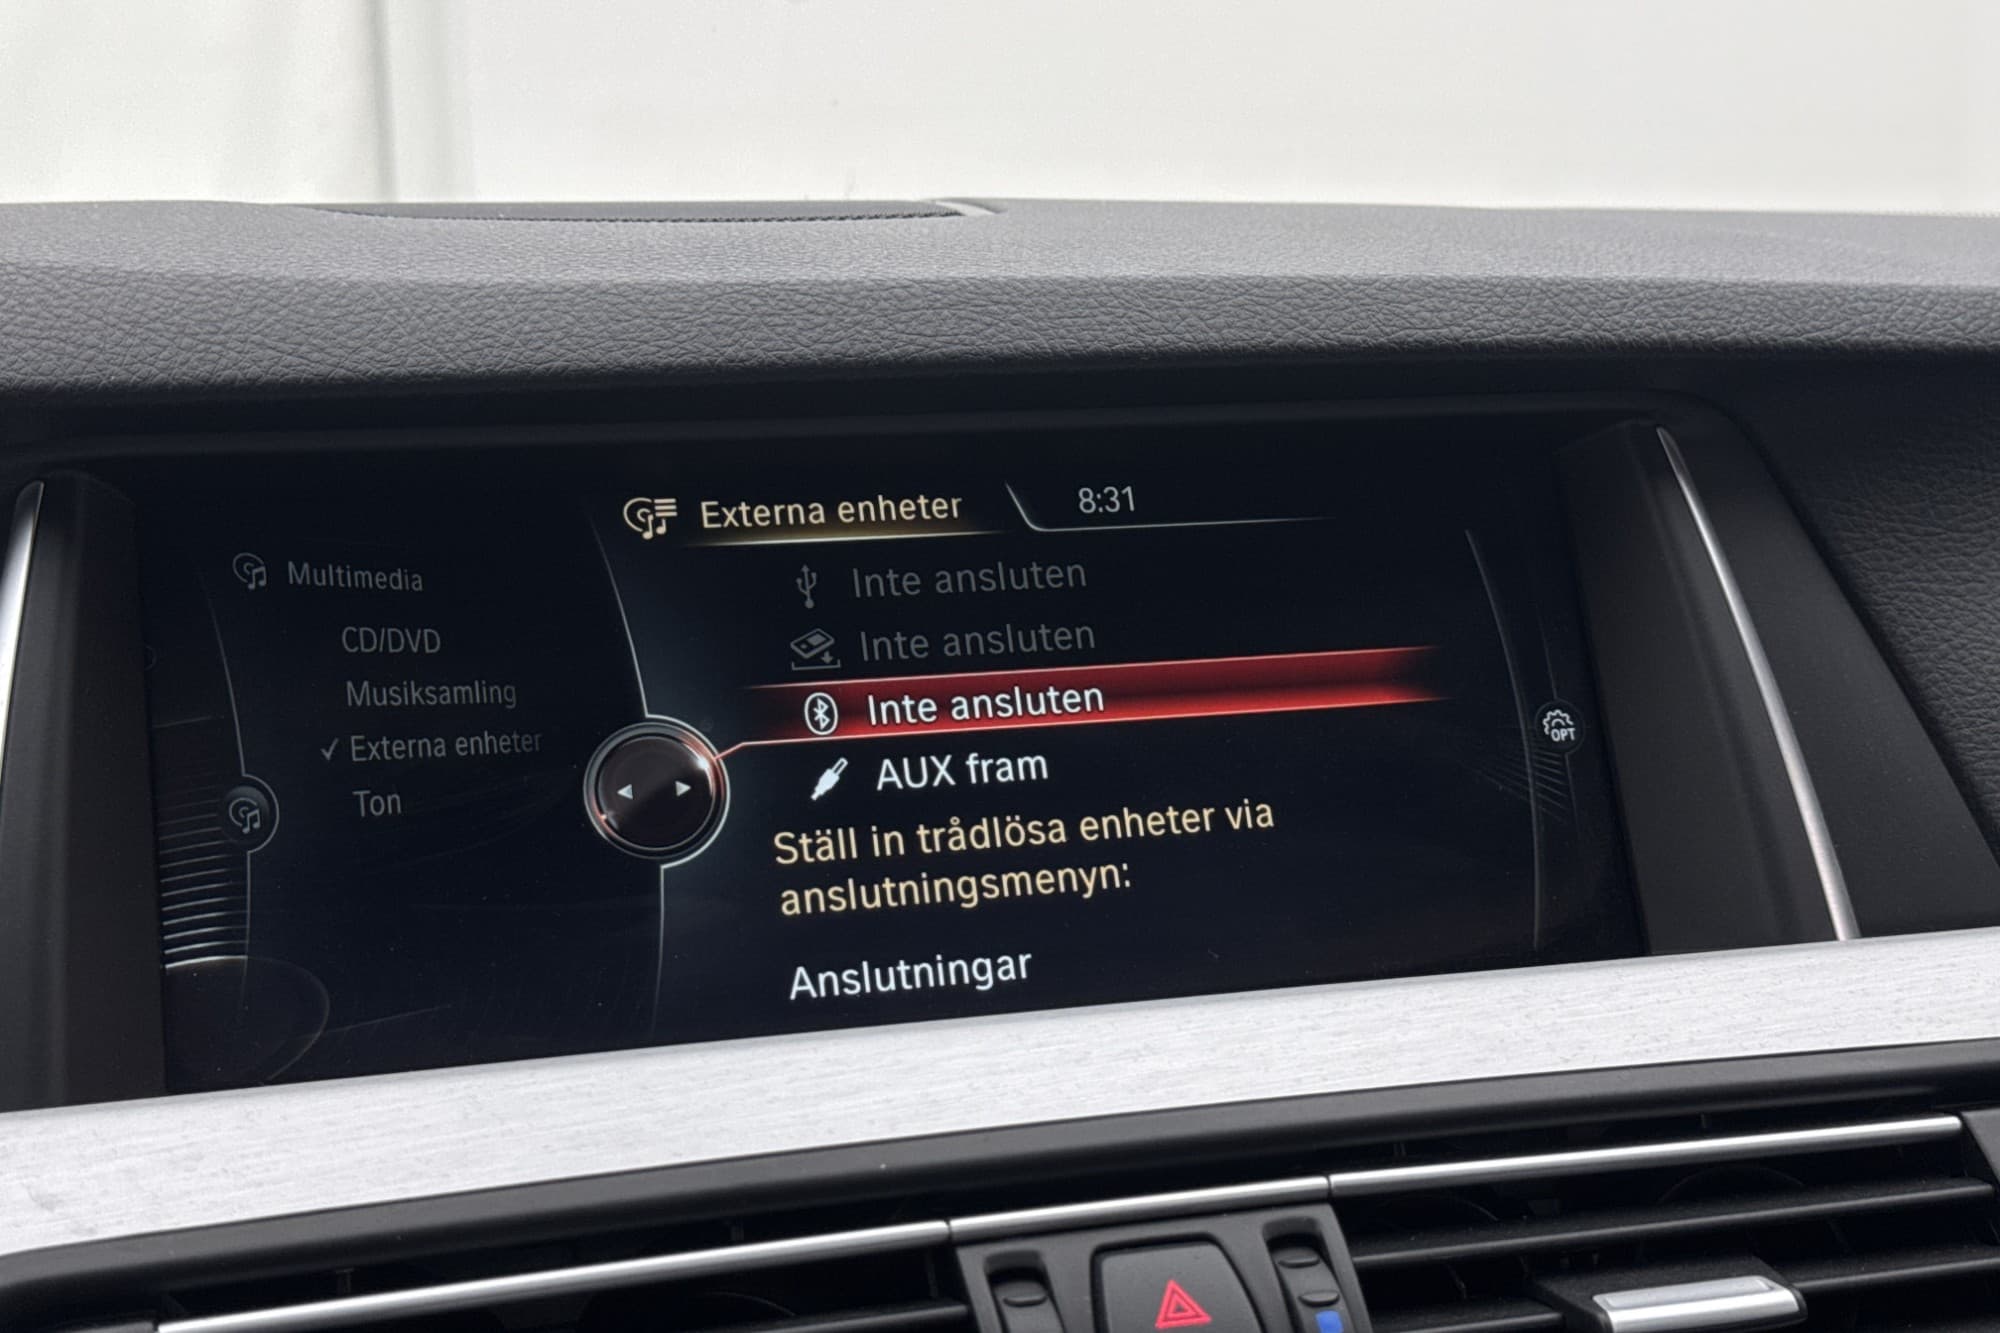 Externa enheter
8:31
Multimedia
CD/DVD
Musiksamling
Externa enheter
Ton
Inte ansluten
Inte ansluten
Inte ansluten
AUX fram
Ställ in trådlösa enheter via
anslutningsmenyn:
Anslutningar
OPT